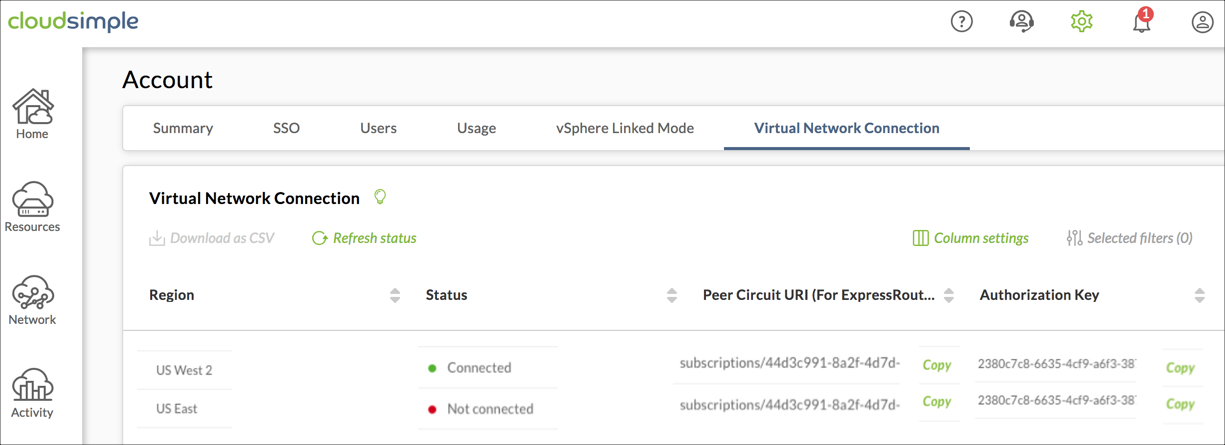 cloudsimple
1
Account
Home
Summary SSO Users Usage vSphere Linked Mode Virtual Network Connection
Virtual Network Connection
Resources
Download as CSV Refresh status Column settings Selected filters (0)
Region Status Peer Circuit URI (For ExpressRout... Authorization Key
Network
US West 2 Connected subscriptions/44d3c991-8a2f-4d7d- Copy 2380c7c8-6635-4cf9-a6f3-38 Copy
US East Not connected subscriptions/44d3c991-8a2f-4d7d- Copy 2380c7c8-6635-4cf9-a6f3-38 Copy
Activity